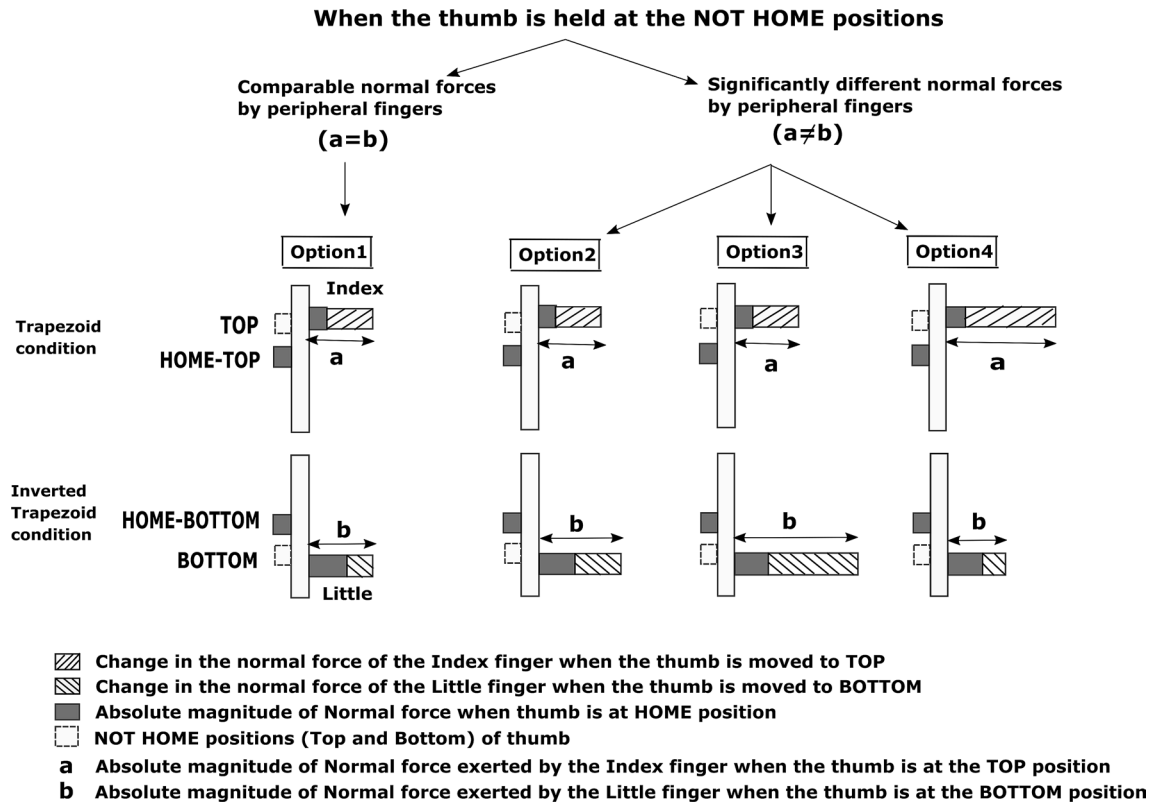 When the thumb is held at the NOT HOME positions
Comparable normal forces
by peripheral fingers
(a=b)
Significantly different normal forces
by peripheral fingers
(a≠b)
Option1
Option2
Option3
Option4
Trapezoid
condition
Index
TOP
HOME-TOP
a
a
a
a
Inverted
Trapezoid
condition
HOME-BOTTOM
BOTTOM
b
b
b
b
Little
Change in the normal force of the Index finger when the thumb is moved to TOP
Change in the normal force of the Little finger when the thumb is moved to BOTTOM
Absolute magnitude of Normal force when thumb is at HOME position
NOT HOME positions (Top and Bottom) of thumb
a Absolute magnitude of Normal force exerted by the Index finger when the thumb is at the TOP position
b Absolute magnitude of Normal force exerted by the Little finger when the thumb is at the BOTTOM position